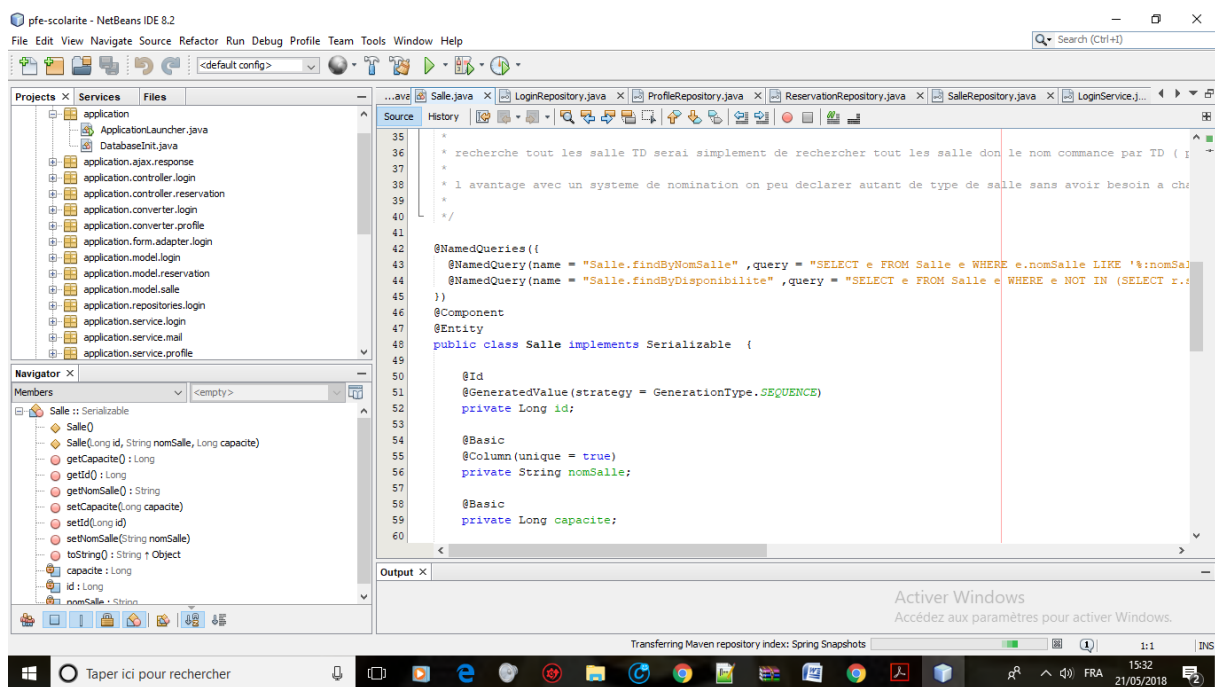 pfe-scolarite - NetBeans IDE 8.2
File Edit View Navigate Source Refactor Run Debug Profile Team Tools Window Help
Search (Ctrl+I)
<default config>
Projects Services Files
application
ApplicationLauncher.java
DatabaseInit.java
application.ajax.response
application.controller.login
application.controller.reservation
application.converter.login
application.converter.profile
application.form.adapter.login
application.model.login
application.model.reservation
application.model.salle
application.repositories.login
application.service.login
application.service.mail
application.service.profile
Navigator
Members <empty>
Salle :: Serializable
Salle()
Salle(Long id, String nomSalle, Long capacite)
getCapacite() : Long
getId() : Long
getNomSalle() : String
setCapacite(Long capacite)
setId(Long id)
setNomSalle(String nomSalle)
toString() : String ↑ Object
capacite : Long
id : Long
nomSalle : String
...ava Salle.java LoginRepository.java ProfileRepository.java ReservationRepository.java SalleRepository.java LoginService.j...
Source History
35 *
36 * recherche tout les salle TD serai simplement de rechercher tout les salle don le nom commance par TD (
37 *
38 * l avantage avec un systeme de nomination on peu declarer autant de type de salle sans avoir besoin a cha
39 *
40 */
41
42 @NamedQueries({
43 @NamedQuery(name = "Salle.findByNomSalle" ,query = "SELECT e FROM Salle e WHERE e.nomSalle LIKE '%:nomSal
44 @NamedQuery(name = "Salle.findByDisponibilite" ,query = "SELECT e FROM Salle e WHERE e NOT IN (SELECT r.s
45 })
46 @Component
47 @Entity
48 public class Salle implements Serializable {
49
50 @Id
51 @GeneratedValue(strategy = GenerationType.SEQUENCE)
52 private Long id;
53
54 @Basic
55 @Column(unique = true)
56 private String nomSalle;
57
58 @Basic
59 private Long capacite;
60
Output
Activer Windows
Accédez aux paramètres pour activer Windows.
Transferring Maven repository index: Spring Snapshots
1
1:1
INS
Taper ici pour rechercher
FRA
15:32
21/05/2018
2